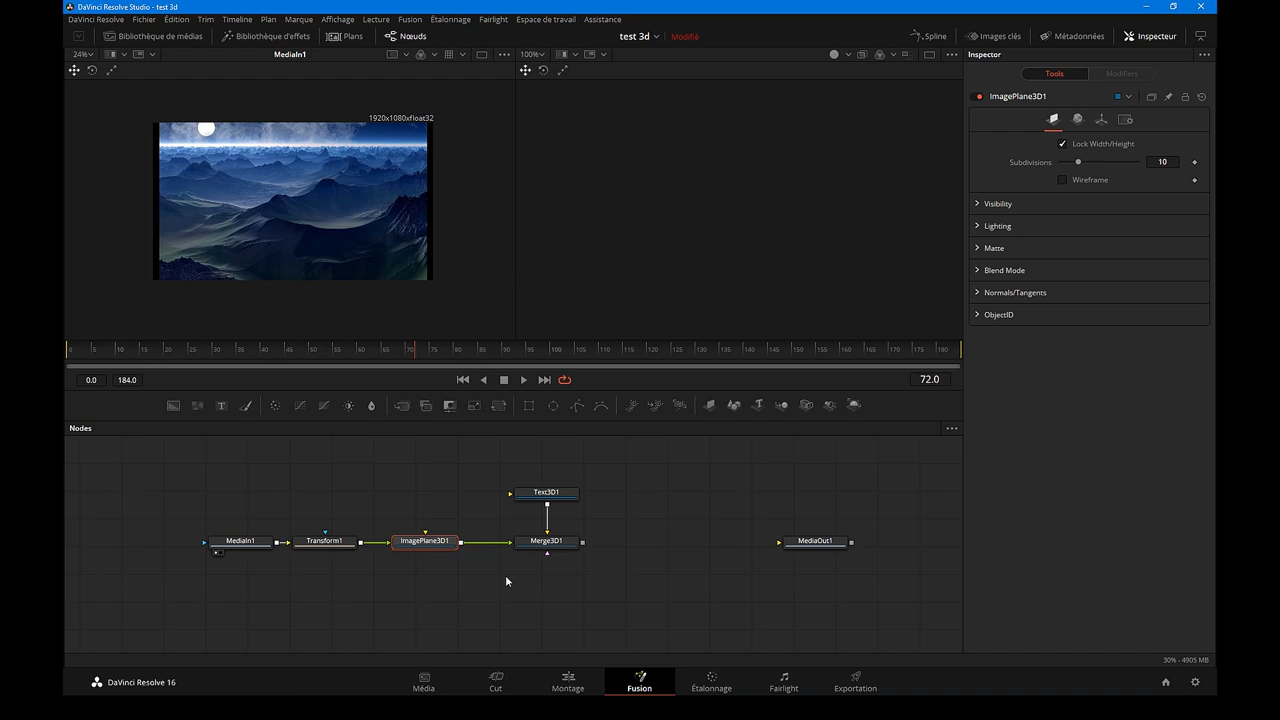 DaVinci Resolve Studio - test 3d
DaVinci Resolve Fichier Édition Trim Timeline Plan Marque Affichage Lecture Fusion Étalonnage Fairlight Espace de travail Assistance
Bibliothèque de médias Bibliothèque d'effets Plans Nœuds test 3d Modifié Spline Images clés Métadonnées Inspecteur
24% MediaIn1 100% Inspector
Tools Modifiers
ImagePlane3D1
1920x1080xfloat32
Lock Width/Height
Subdivisions 10
Wireframe
Visibility
Lighting
Matte
Blend Mode
Normals/Tangents
ObjectID
0 5 10 15 20 25 30 35 40 45 50 55 60 65 70 75 80 85 90 95 100 105 110 115 120 125 130 135 140 145 150 155 160 165 170 175 180
0.0 184.0 72.0
Nodes
Text3D1
MediaIn1 Transform1 ImagePlane3D1 Merge3D1 MediaOut1
30% - 4905 MB
DaVinci Resolve 16 Média Cut Montage Fusion Étalonnage Fairlight Exportation